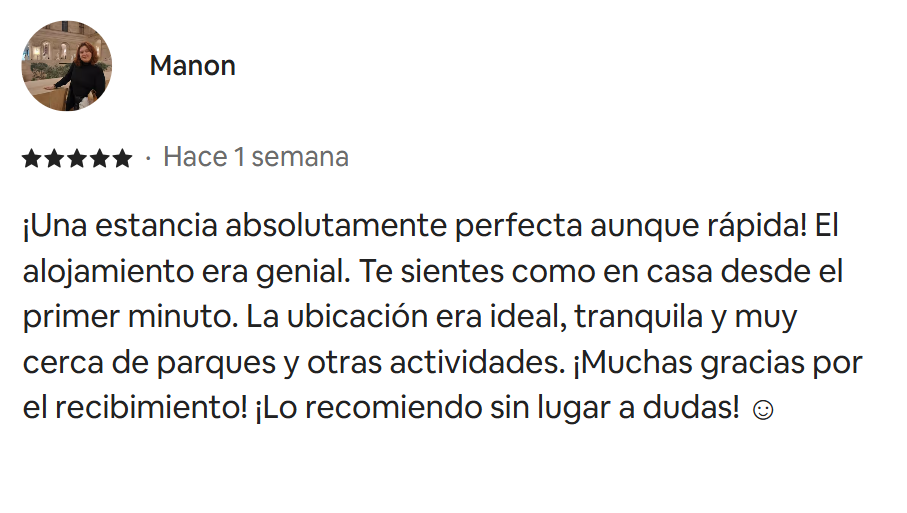 Manon
★★★★★ · Hace 1 semana
¡Una estancia absolutamente perfecta aunque rápida! El
alojamiento era genial. Te sientes como en casa desde el
primer minuto. La ubicación era ideal, tranquila y muy
cerca de parques y otras actividades. ¡Muchas gracias por
el recibimiento! ¡Lo recomiendo sin lugar a dudas! ☺